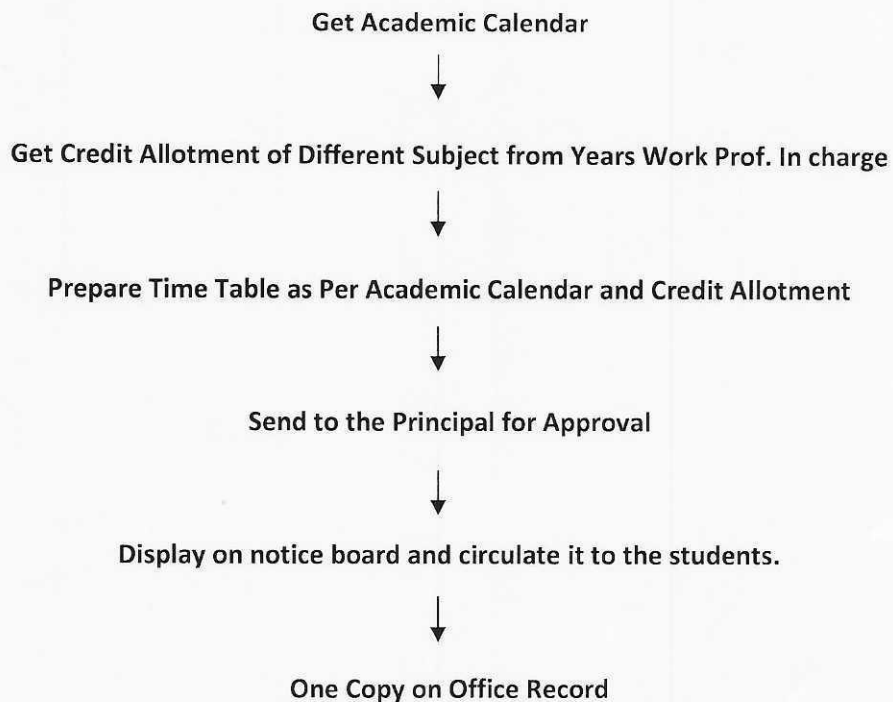 Get Academic Calendar
Get Credit Allotment of Different Subject from Years Work Prof. In charge
Prepare Time Table as Per Academic Calendar and Credit Allotment
Send to the Principal for Approval
Display on notice board and circulate it to the students.
One Copy on Office Record